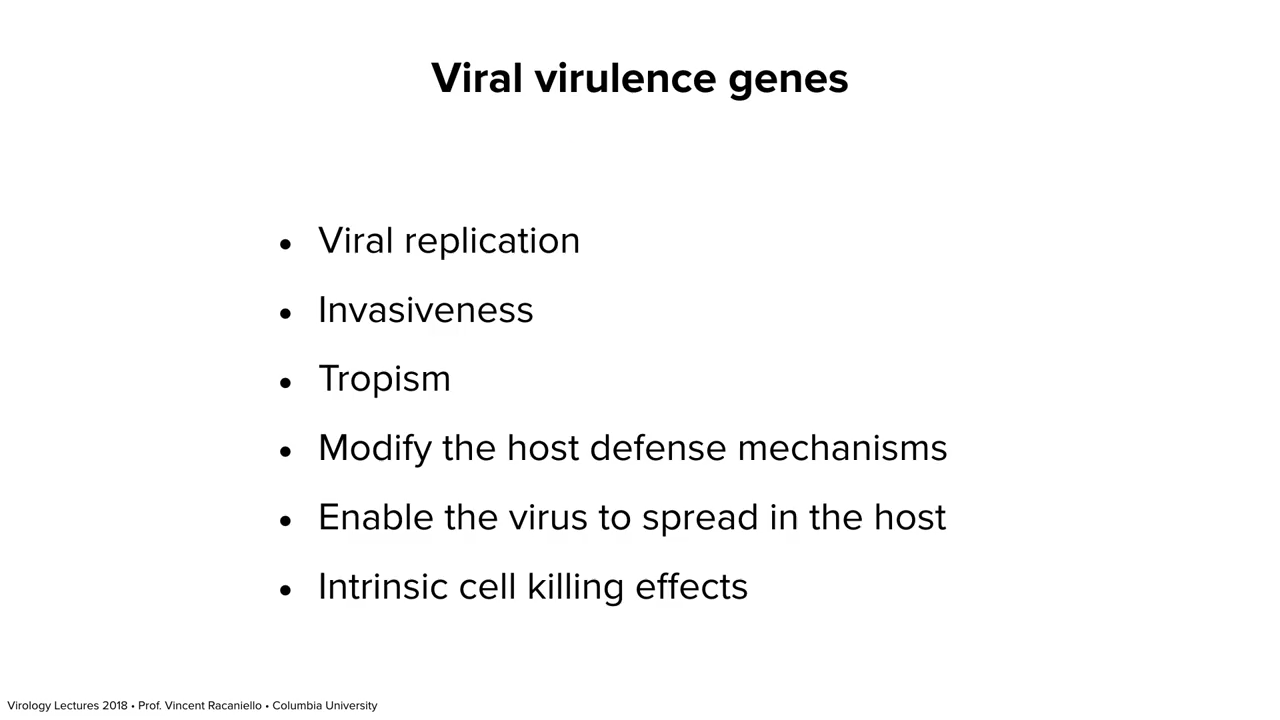 Viral virulence genes
• Viral replication
• Invasiveness
• Tropism
• Modify the host defense mechanisms
• Enable the virus to spread in the host
• Intrinsic cell killing effects
Virology Lectures 2018 • Prof. Vincent Racaniello • Columbia University